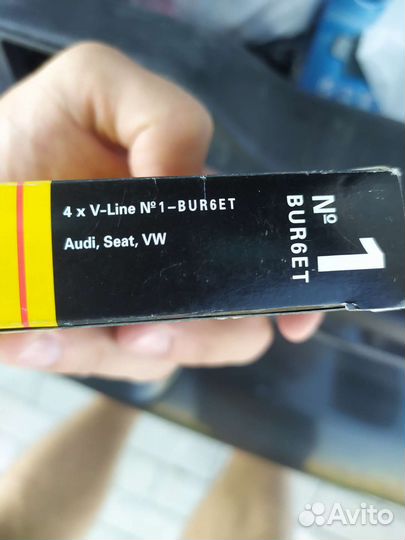 4 x V-Line Nº1-BUR6ET
Audi, Seat, VW
Nº 1
BUR6ET
Avito